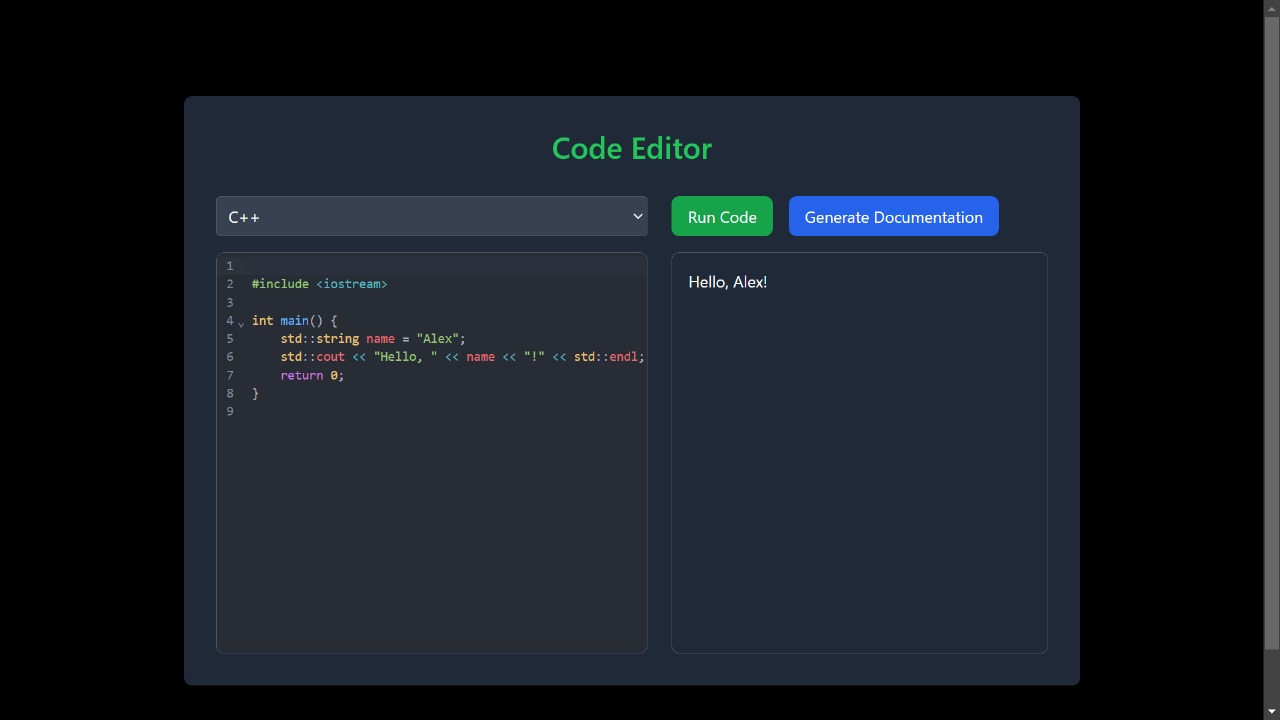 Code Editor
C++
Run Code
Generate Documentation
1
2 #include <iostream>
3
4 int main() {
5     std::string name = "Alex";
6     std::cout << "Hello, " << name << "!" << std::endl;
7     return 0;
8 }
9
Hello, Alex!